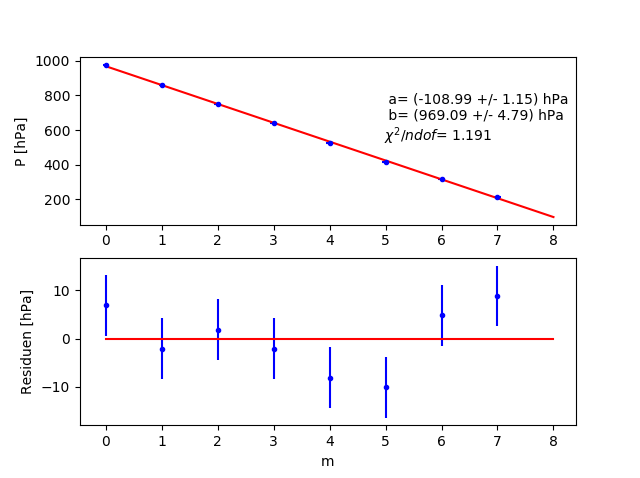 1000
800
600
400
200
P [hPa]
a= (-108.99 +/- 1.15) hPa
b= (969.09 +/- 4.79) hPa
χ²/ndof= 1.191
0 1 2 3 4 5 6 7 8
10
0
−10
Residuen [hPa]
0 1 2 3 4 5 6 7 8
m